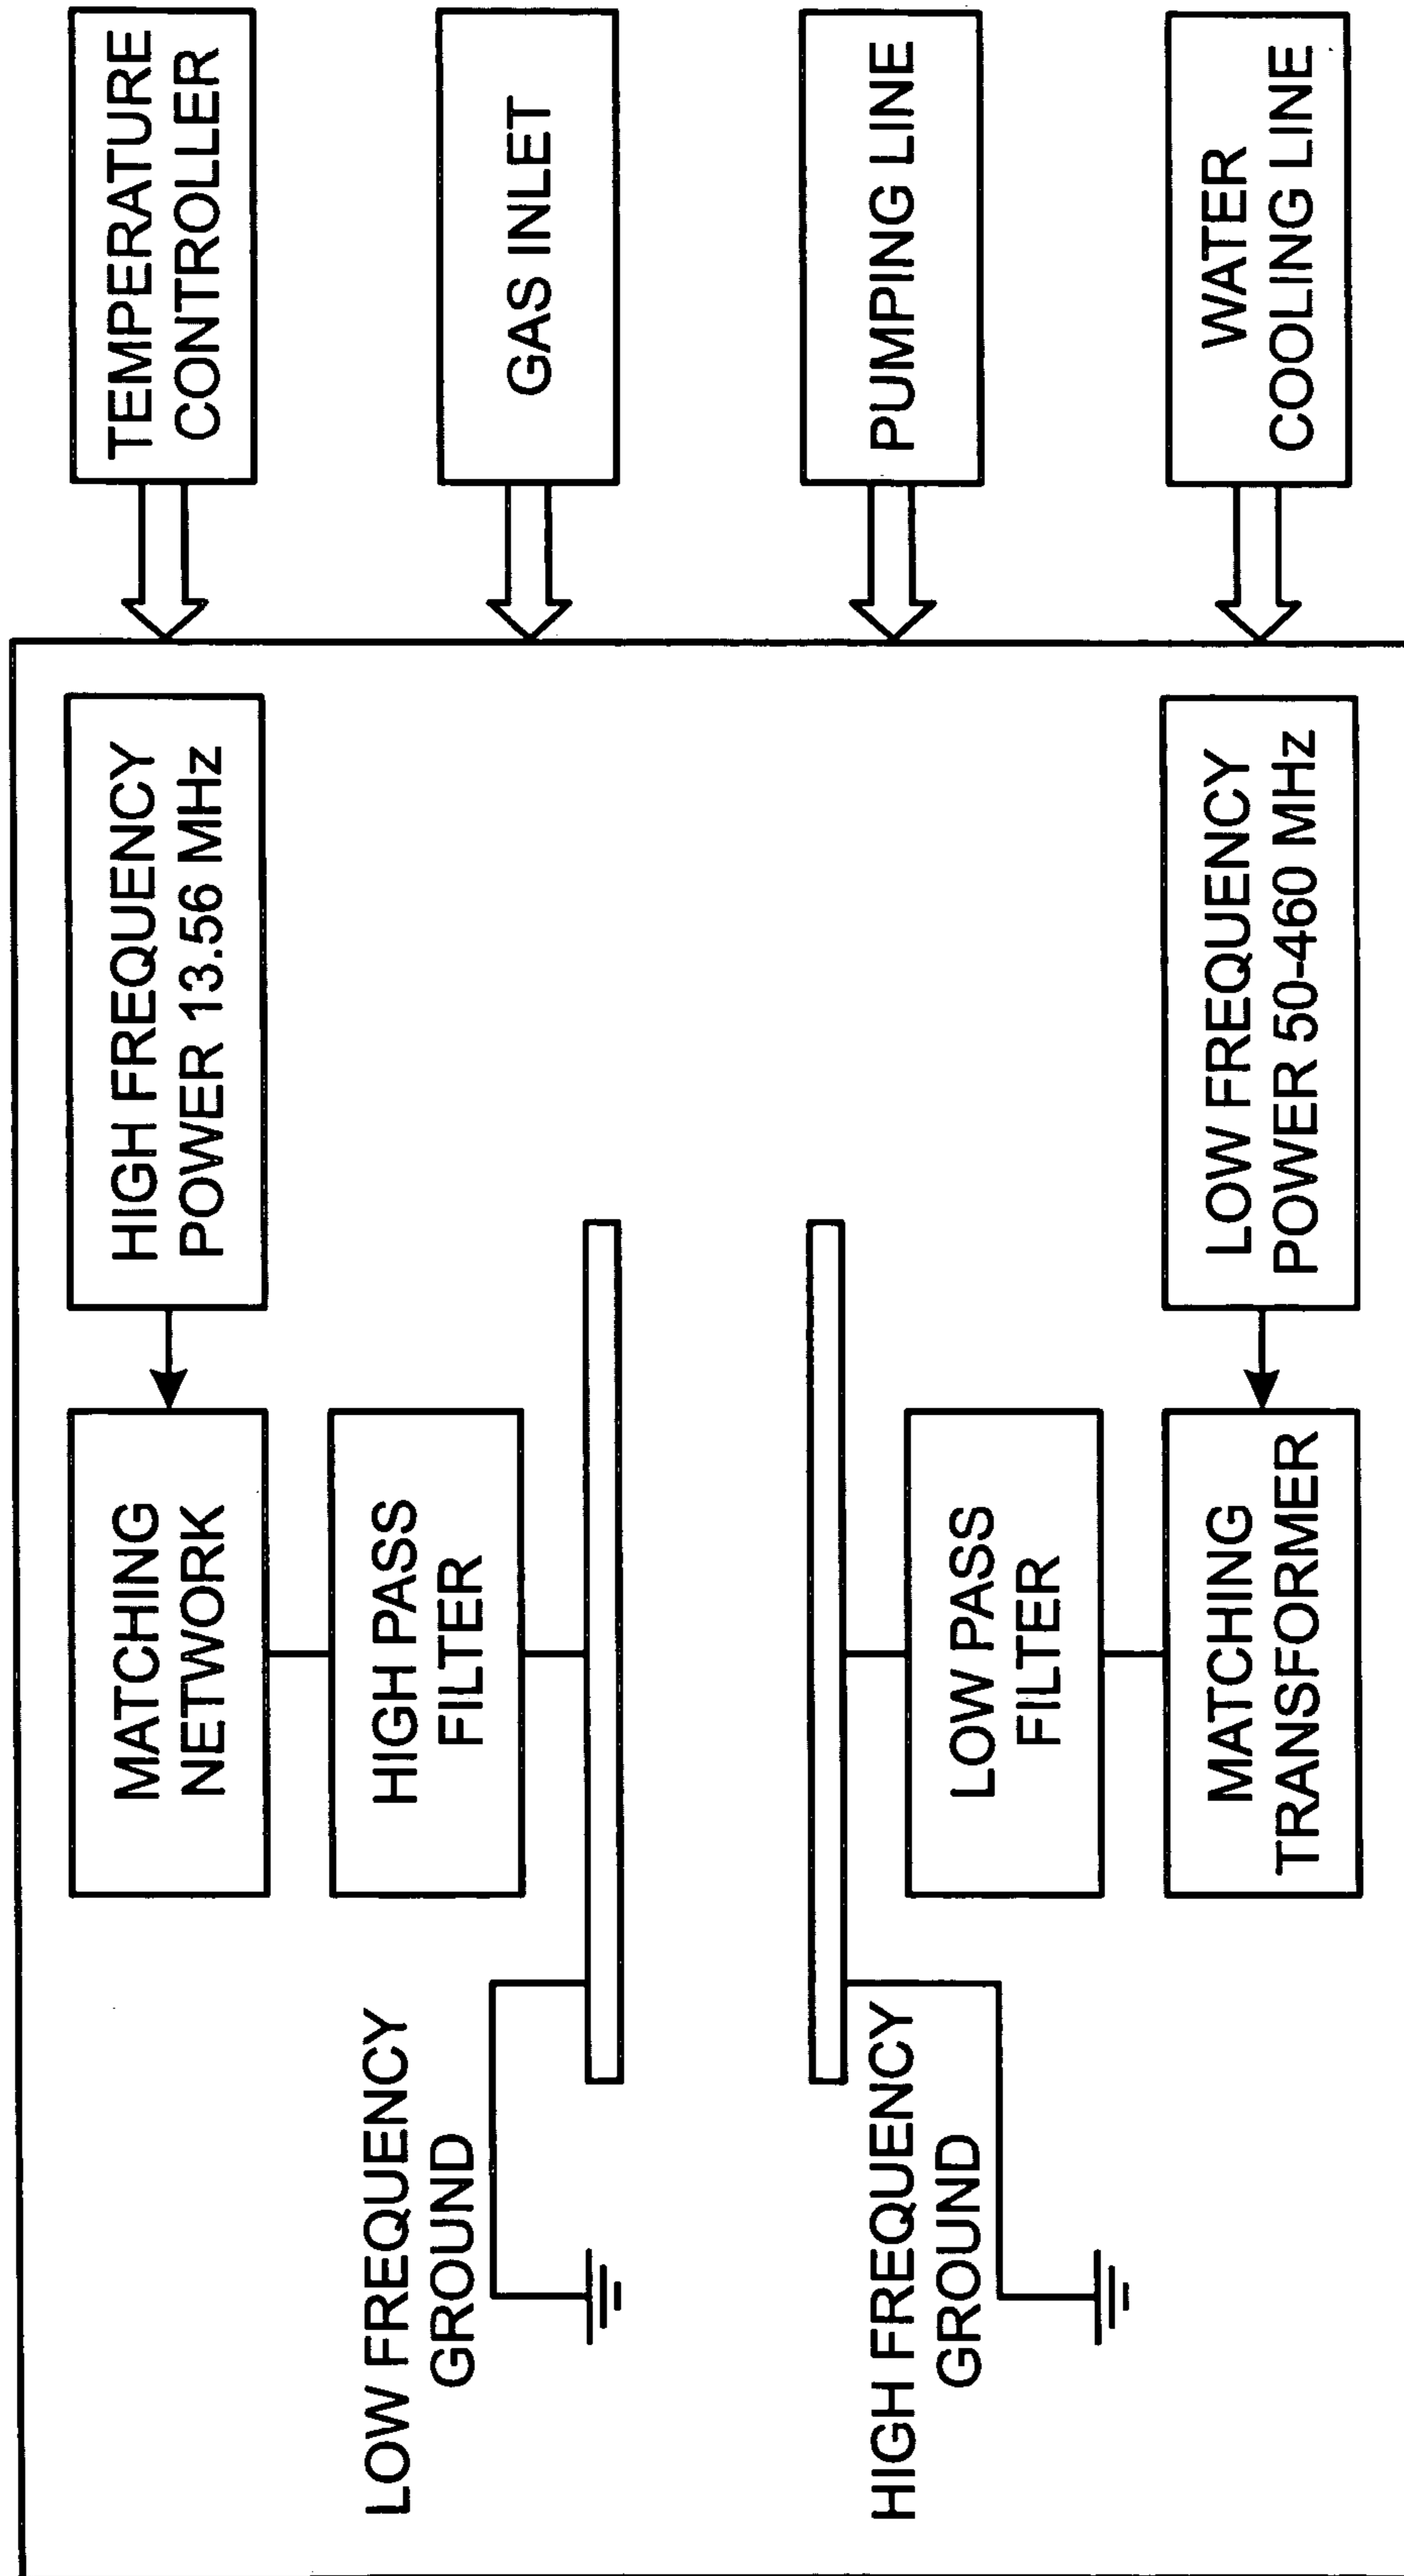 HIGH FREQUENCY
POWER 13.56 MHz
TEMPERATURE
CONTROLLER
MATCHING
NETWORK
HIGH PASS
FILTER
LOW FREQUENCY
GROUND
GAS INLET
HIGH FREQUENCY
GROUND
LOW PASS
FILTER
PUMPING LINE
MATCHING
TRANSFORMER
LOW FREQUENCY
POWER 50-460 MHz
WATER
COOLING LINE